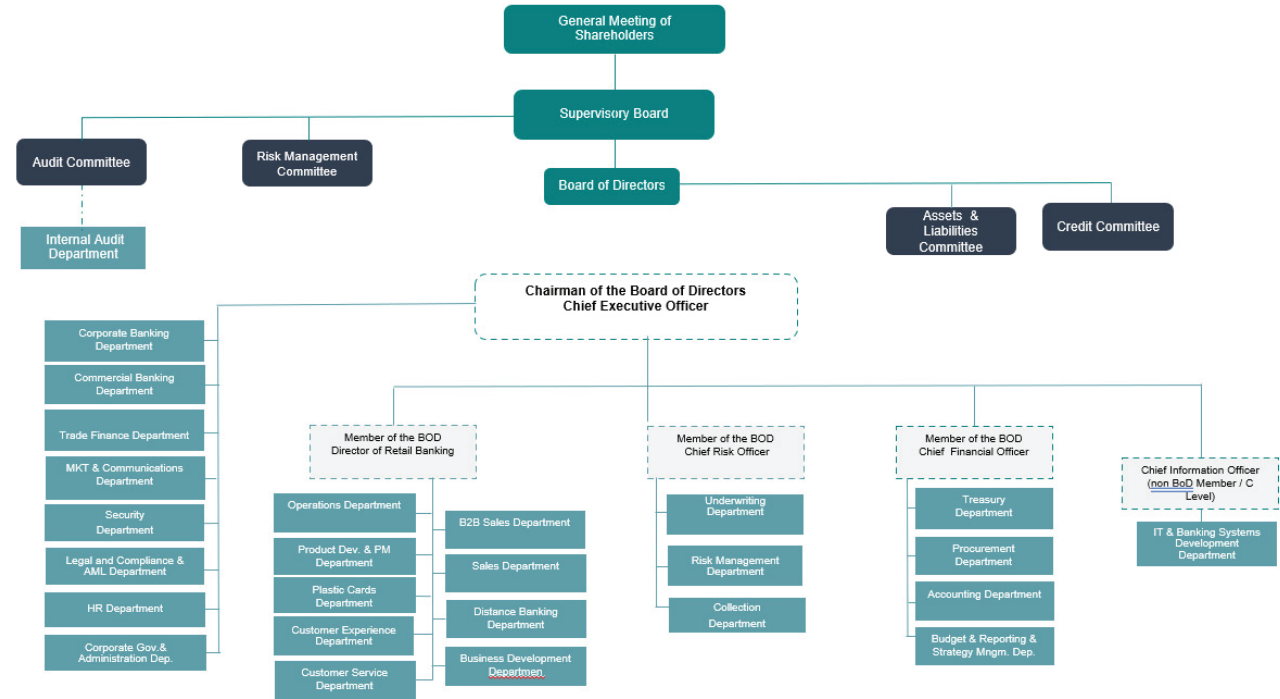 General Meeting of
Shareholders
Supervisory Board
Audit Committee
Risk Management
Committee
Board of Directors
Assets & 
Liabilities
Committee
Credit Committee
Internal Audit
Department
Chairman of the Board of Directors
Chief Executive Officer
Corporate Banking
Department
Commercial Banking
Department
Trade Finance Department
MKT & Communications
Department
Security
Department
Legal and Compliance &
AML Department
HR Department
Corporate Gov.&
Administration Dep.
Member of the BOD
Director of Retail Banking
Operations Department
Product Dev. & PM
Department
Plastic Cards
Department
Customer Experience
Department
Customer Service
Department
B2B Sales Department
Sales Department
Distance Banking
Department
Business Development
Departmen
Member of the BOD
Chief Risk Officer
Underwriting
Department
Risk Management
Department
Collection
Department
Member of the BOD
Chief Financial Officer
Treasury
Department
Procurement
Department
Accounting Department
Budget & Reporting &
Strategy Mngm. Dep.
Chief Information Officer
(non BoD Member / C
Level)
IT & Banking Systems
Development
Department